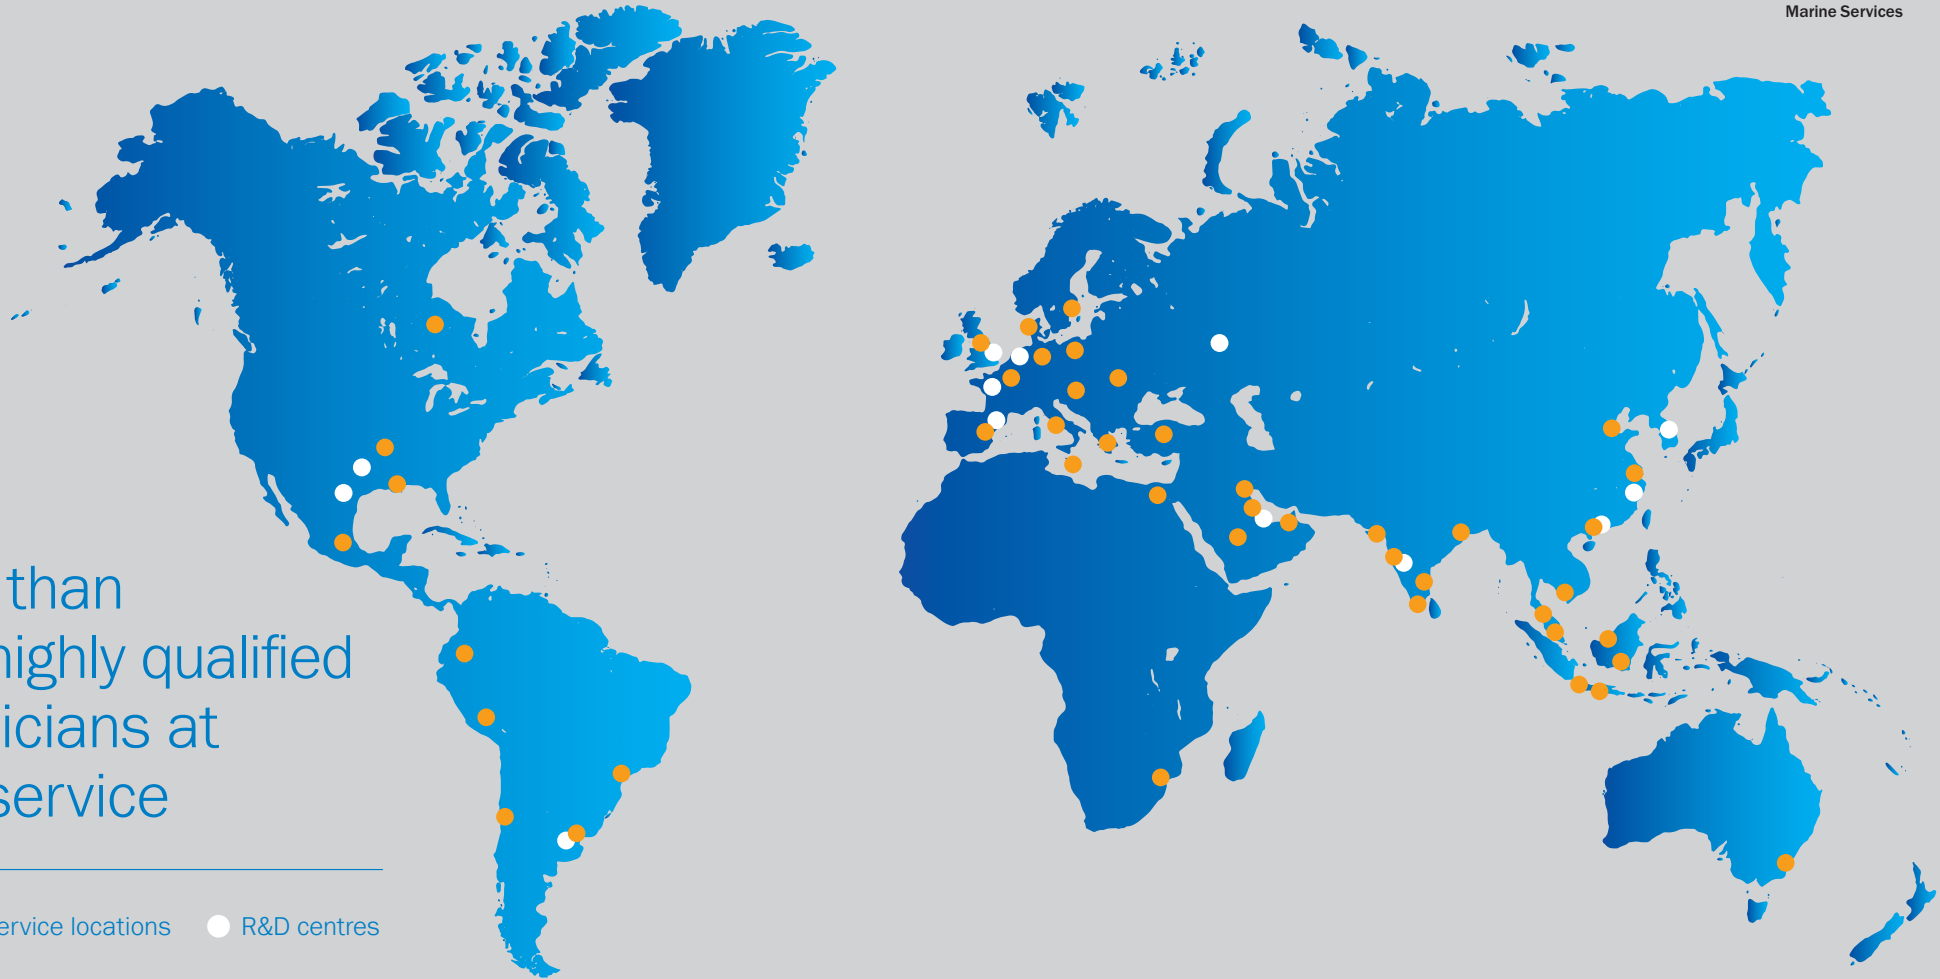 Marine Services
than
highly qualified
icians at
service
ervice locations
R&D centres